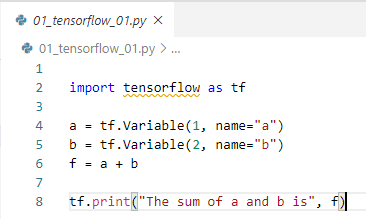 01_tensorflow_01.py ×
01_tensorflow_01.py > ...
1
2 import tensorflow as tf
3
4 a = tf.Variable(1, name="a")
5 b = tf.Variable(2, name="b")
6 f = a + b
7
8 tf.print("The sum of a and b is", f)